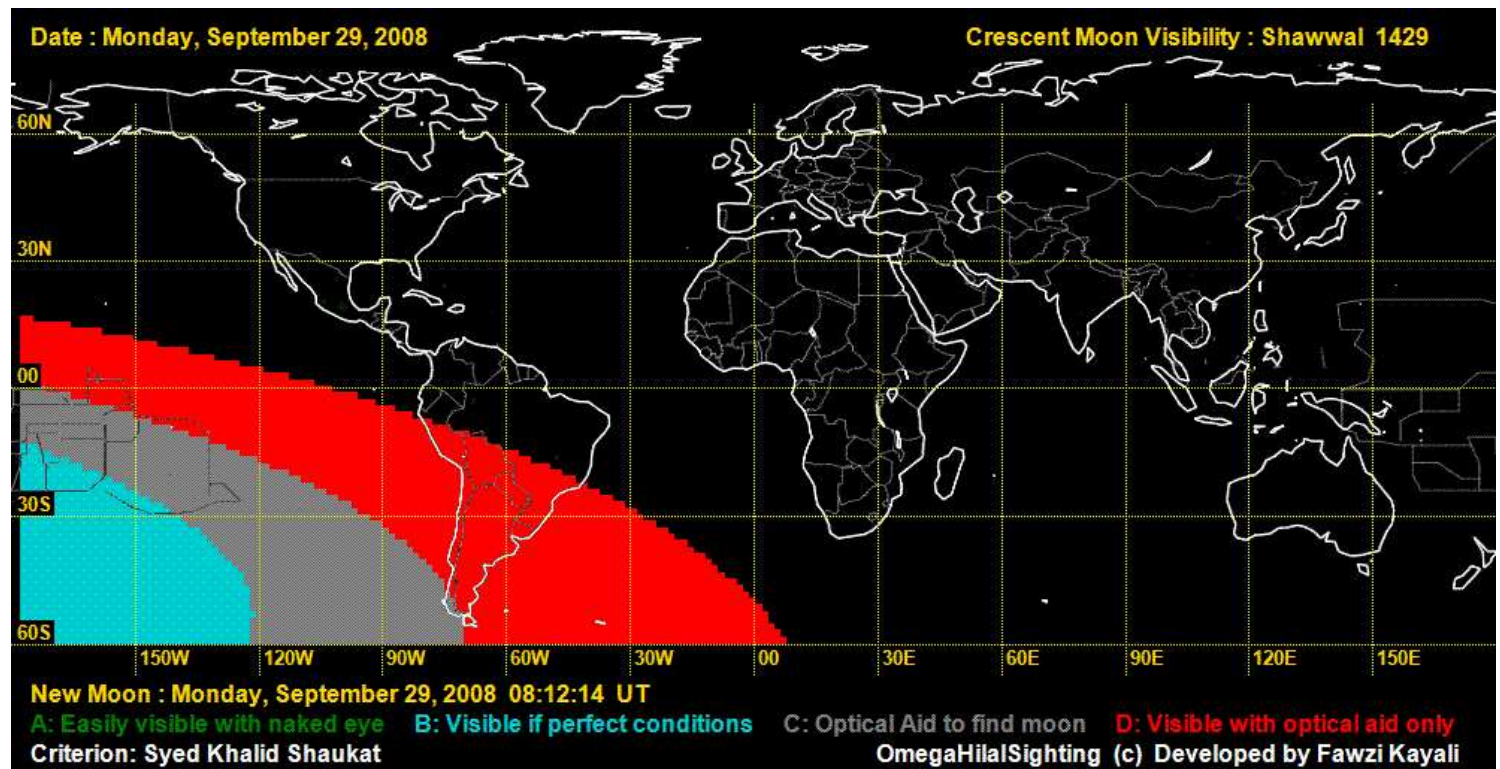 Date : Monday, September 29, 2008
Crescent Moon Visibility : Shawwal 1429
60N
30N
00
30S
60S
150W 120W 90W 60W 30W 00 30E 60E 90E 120E 150E
New Moon : Monday, September 29, 2008 08:12:14 UT
A: Easily visible with naked eye B: Visible if perfect conditions C: Optical Aid to find moon D: Visible with optical aid only
Criterion: Syed Khalid Shaukat OmegaHilalSighting (c) Developed by Fawzi Kayali